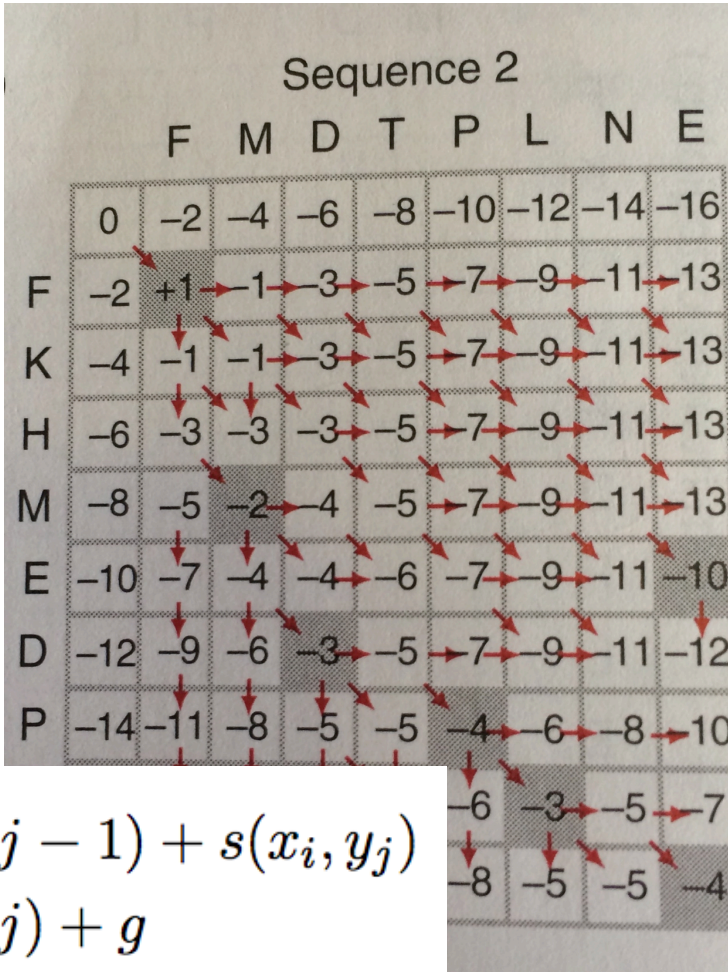 Sequence 2
F M D T P L N E
0 –2 –4 –6 –8 –10 –12 –14 –16
F –2 +1 –1 –3 –5 –7 –9 –11 –13
K –4 –1 –1 –3 –5 –7 –9 –11 –13
H –6 –3 –3 –3 –5 –7 –9 –11 –13
M –8 –5 –2 –4 –5 –7 –9 –11 –13
E –10 –7 –4 –4 –6 –7 –9 –11 –10
D –12 –9 –6 –3 –5 –7 –9 –11 –12
P –14 –11 –8 –5 –5 –4 –6 –8 –10
–6 –3 –5 –7
–8 –5 –5 –4
j − 1) + s(xᵢ, yⱼ)
j) + g